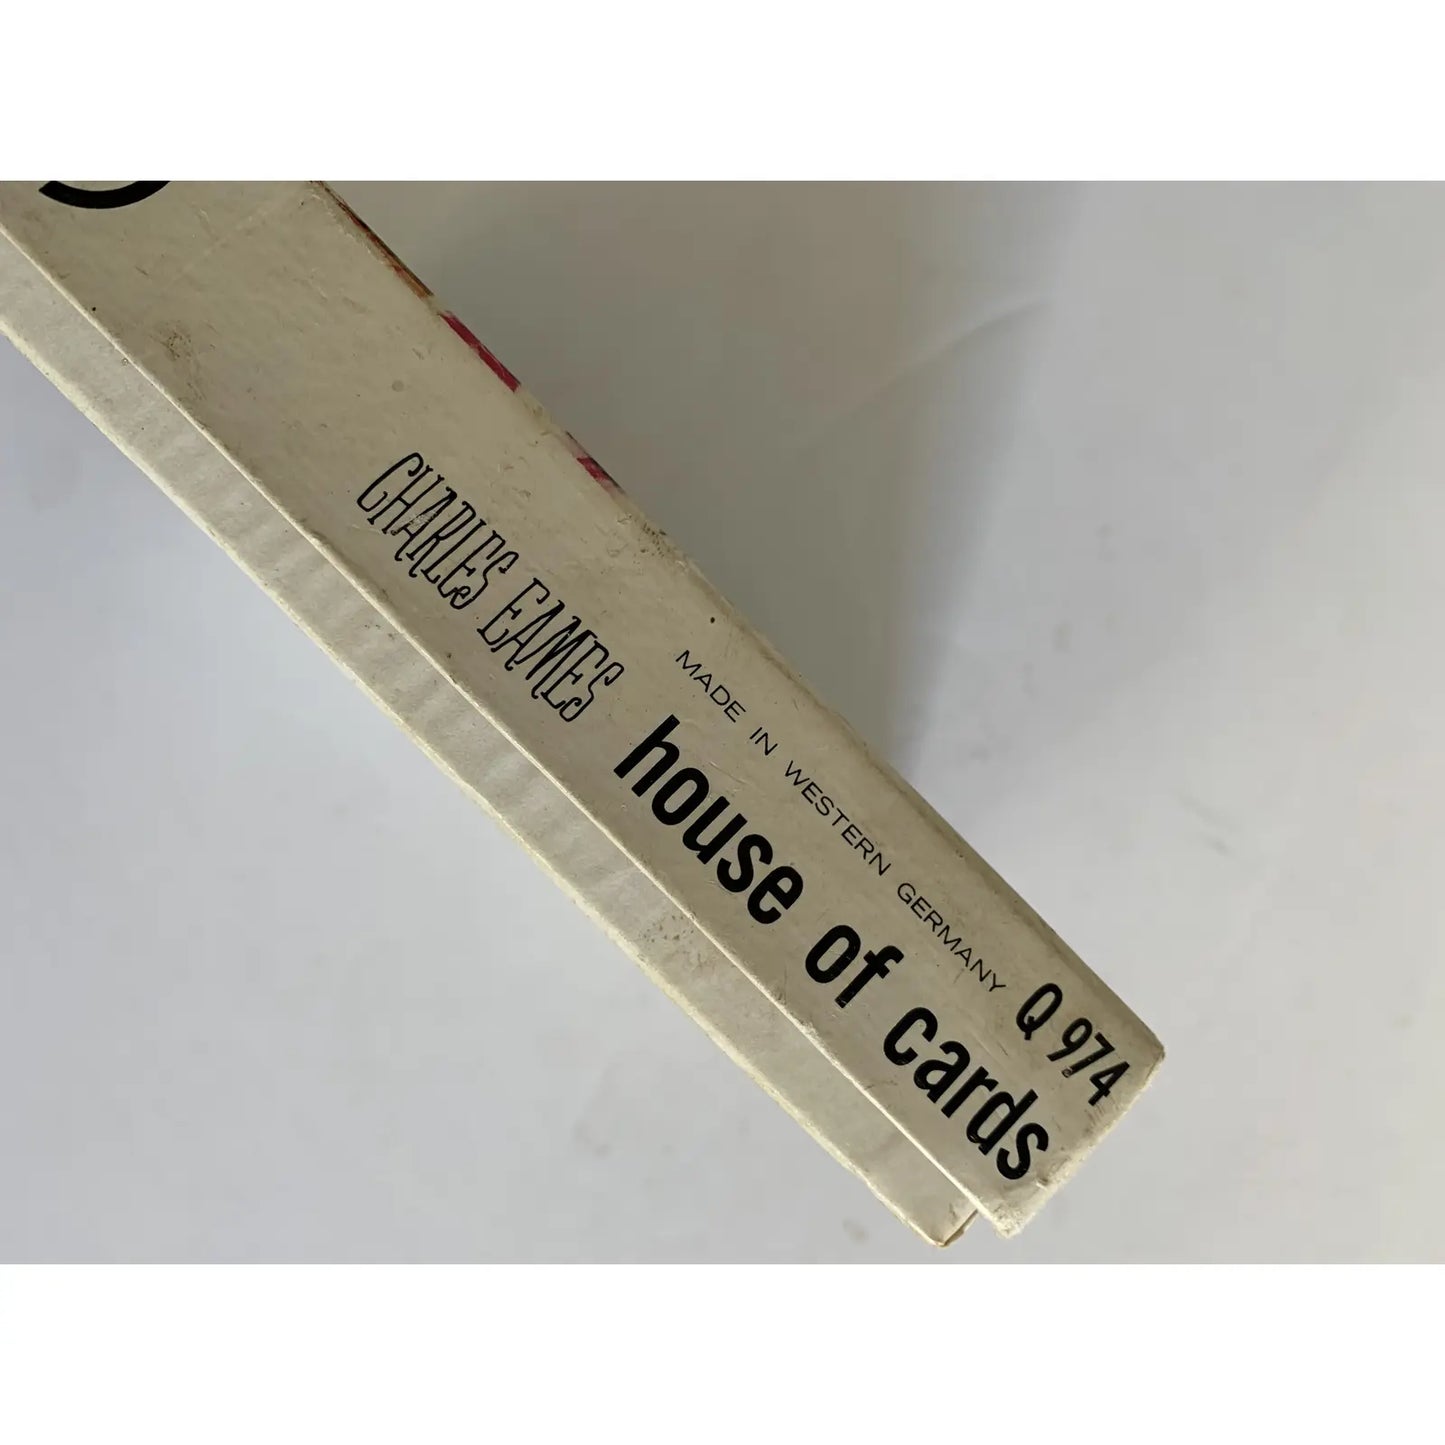 CHARLES EAMES
MADE IN WESTERN GERMANY
house of cards
Q 974